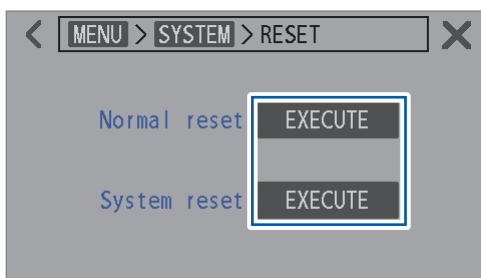 MENU > SYSTEM > RESET
Normal reset EXECUTE
System reset EXECUTE